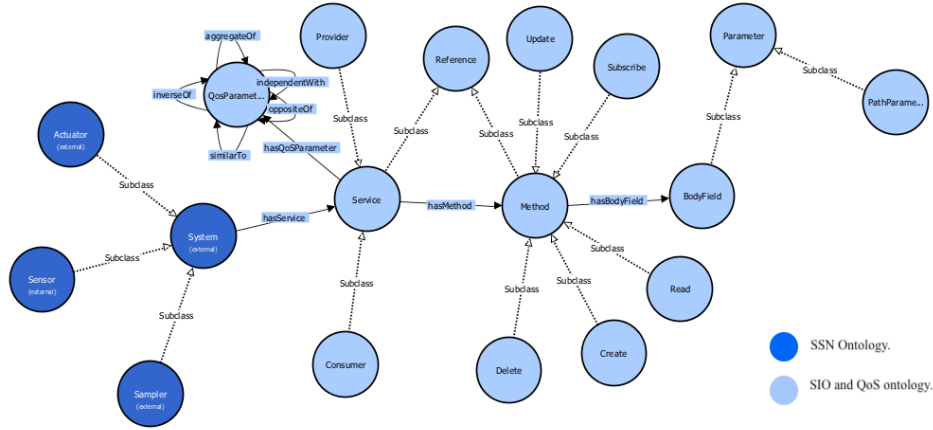 aggregateOf
Provider
Update
Parameter
Reference
Subscribe
Subclass
independentWith
inverseOf
QosParamet...
oppositeOf
PathParame...
Actuator
(external)
Subclass
Subclass
Subclass
Subclass
Subclass
Subclass
similarTo
hasQoSParameter
Subclass
Subclass
hasService
Service
hasMethod
Method
hasBodyField
BodyField
System
(external)
Subclass
Subclass
Sensor
(external)
Subclass
Subclass
Subclass
Read
Subclass
SSN Ontology.
Consumer
Delete
Create
SIO and QoS ontology.
Sampler
(external)